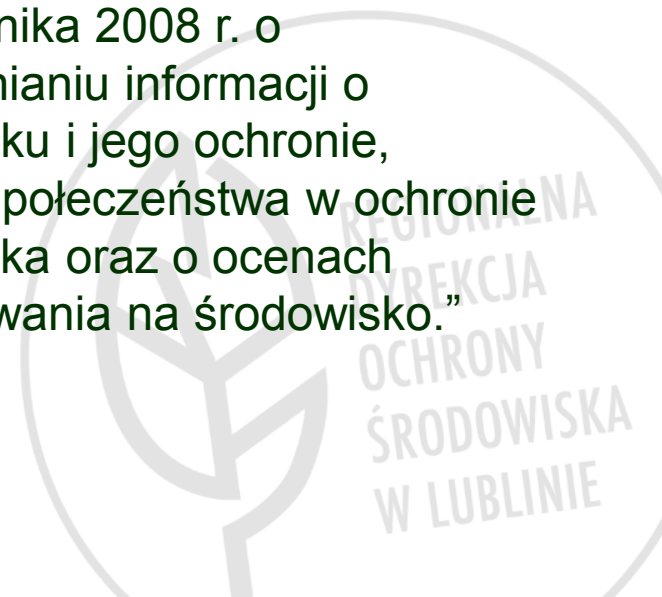 nika 2008 r. o
nianiu informacji o
ku i jego ochronie,
połeczeństwa w ochronie
ka oraz o ocenach
wania na środowisko.”
REGIONALNA
DYREKCJA
OCHRONY
ŚRODOWISKA
W LUBLINIE